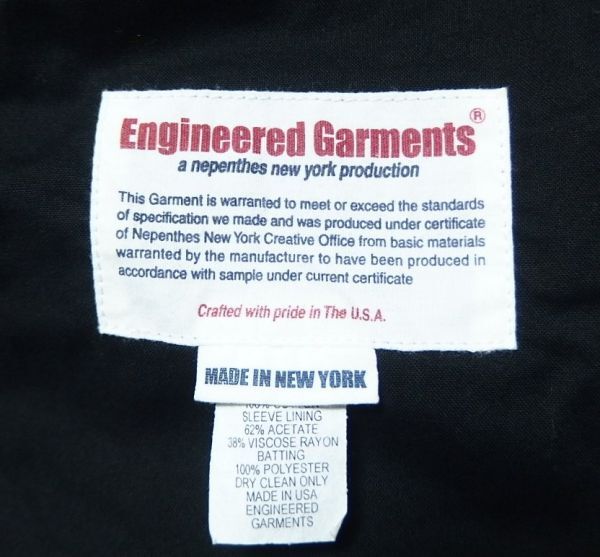 Engineered Garments®
a nepenthes new york production
This Garment is warranted to meet or exceed the standards
of specification we made and was produced under certificate
of Nepenthes New York Creative Office from basic materials
warranted by the manufacturer to have been produced in
accordance with sample under current certificate
Crafted with pride in The U.S.A.
MADE IN NEW YORK
SLEEVE LINING
62% ACETATE
38% VISCOSE RAYON
BATTING
100% POLYESTER
DRY CLEAN ONLY
MADE IN USA
ENGINEERED
GARMENTS